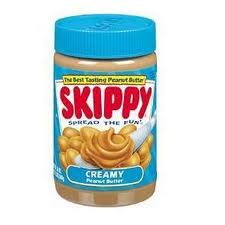 The Best Tasting Peanut Butter
SKIPPY
SPREAD THE FUN!
CREAMY
Peanut Butter